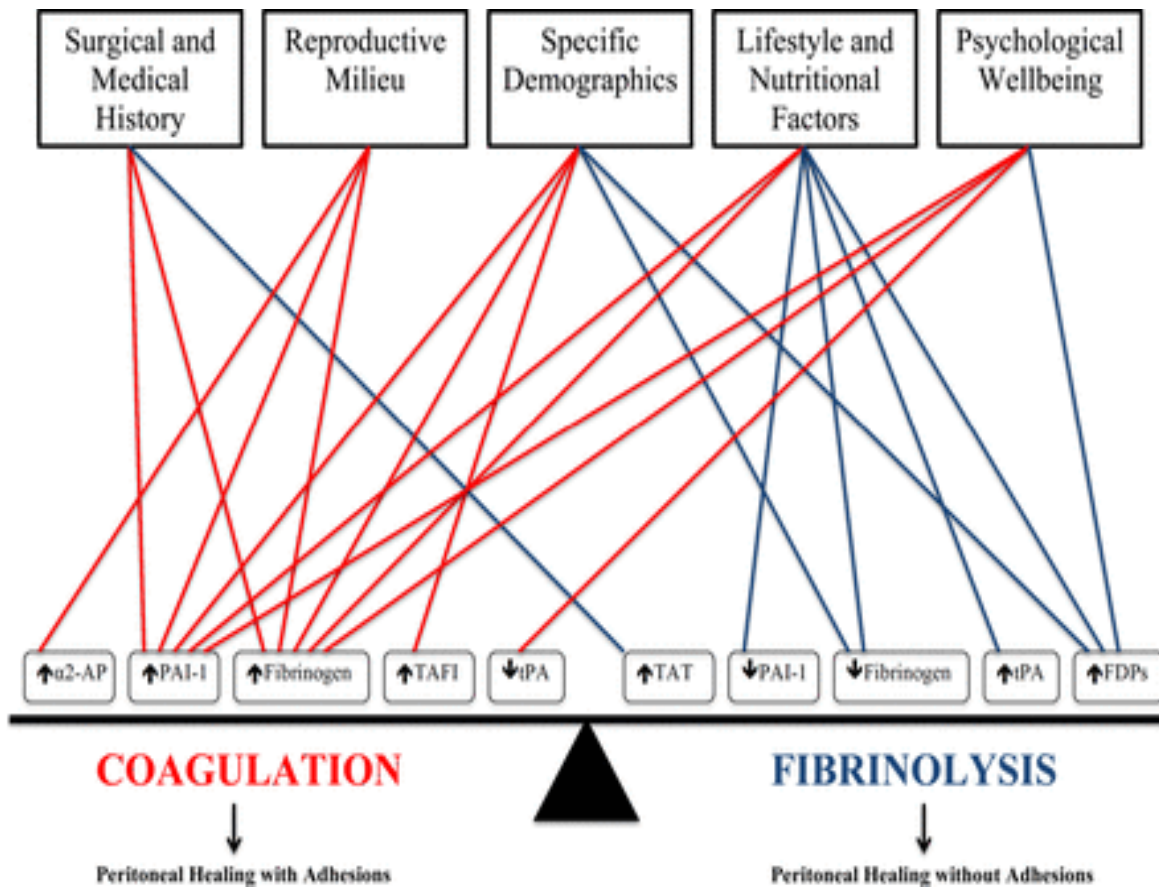 Surgical and
Medical
History
Reproductive
Milieu
Specific
Demographics
Lifestyle and
Nutritional
Factors
Psychological
Wellbeing
↑α2-AP
↑PAI-1
↑Fibrinogen
↑TAFI
↓tPA
↑TAT
↓PAI-1
↓Fibrinogen
↑tPA
↑FDPs
COAGULATION
FIBRINOLYSIS
Peritoneal Healing with Adhesions
Peritoneal Healing without Adhesions